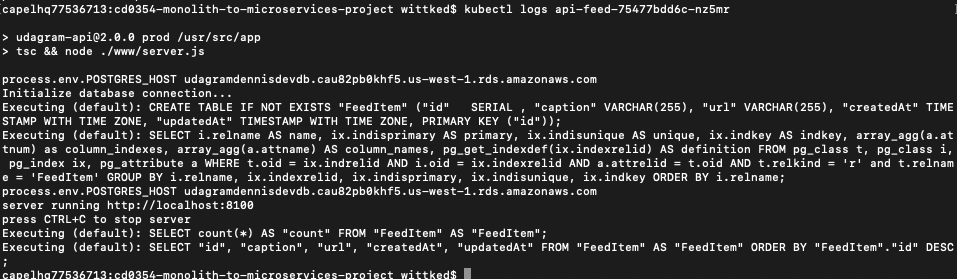 [capelhq77536713:cd0354-monolith-to-microservices-project wittked$ kubectl logs api-feed-75477bdd6c-nz5mr
> udagram-api@2.0.0 prod /usr/src/app
> tsc && node ./www/server.js
process.env.POSTGRES_HOST udagramdennisdevdb.cau82pb0khf5.us-west-1.rds.amazonaws.com
Initialize database connection...
Executing (default): CREATE TABLE IF NOT EXISTS "FeedItem" ("id"   SERIAL , "caption" VARCHAR(255), "url" VARCHAR(255), "createdAt" TIME
STAMP WITH TIME ZONE, "updatedAt" TIMESTAMP WITH TIME ZONE, PRIMARY KEY ("id"));
Executing (default): SELECT i.relname AS name, ix.indisprimary AS primary, ix.indisunique AS unique, ix.indkey AS indkey, array_agg(a.at
tnum) as column_indexes, array_agg(a.attname) AS column_names, pg_get_indexdef(ix.indexrelid) AS definition FROM pg_class t, pg_class i,
 pg_index ix, pg_attribute a WHERE t.oid = ix.indrelid AND i.oid = ix.indexrelid AND a.attrelid = t.oid AND t.relkind = 'r' and t.relnam
e = 'FeedItem' GROUP BY i.relname, ix.indexrelid, ix.indisprimary, ix.indisunique, ix.indkey ORDER BY i.relname;
process.env.POSTGRES_HOST udagramdennisdevdb.cau82pb0khf5.us-west-1.rds.amazonaws.com
server running http://localhost:8100
press CTRL+C to stop server
Executing (default): SELECT count(*) AS "count" FROM "FeedItem" AS "FeedItem";
Executing (default): SELECT "id", "caption", "url", "createdAt", "updatedAt" FROM "FeedItem" AS "FeedItem" ORDER BY "FeedItem"."id" DESC
;
capelhq77536713:cd0354-monolith-to-microservices-project wittked$